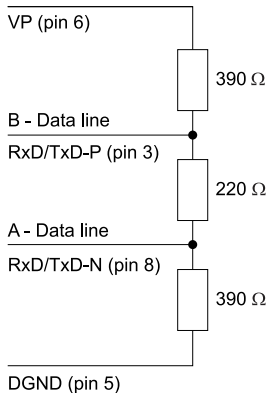 VP (pin 6)
390 Ω
B - Data line
RxD/TxD-P (pin 3)
220 Ω
A - Data line
RxD/TxD-N (pin 8)
390 Ω
DGND (pin 5)